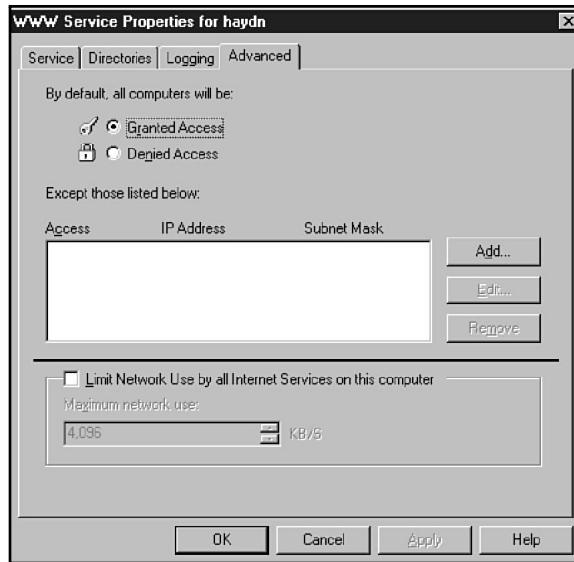 WWW Service Properties for haydn
Service Directories Logging Advanced
By default, all computers will be:
Granted Access
Denied Access
Except those listed below:
Access IP Address Subnet Mask
Add...
Edit...
Remove
Limit Network Use by all Internet Services on this computer
Maximum network use:
4,096 KB/S
OK Cancel Apply Help